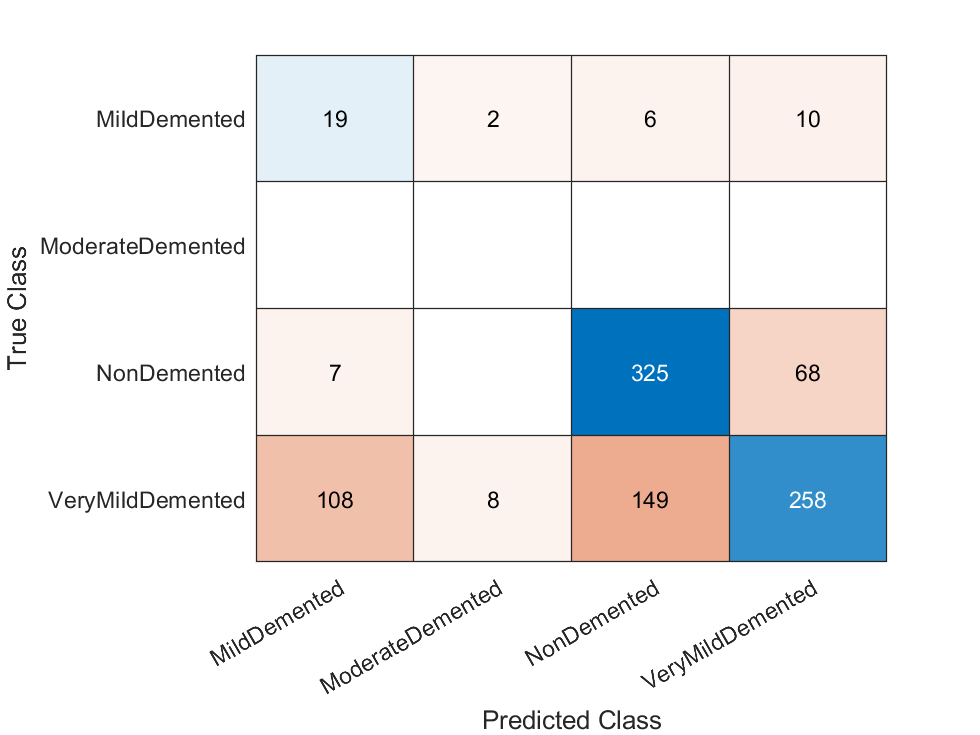 MildDemented 19 2 6 10
ModerateDemented
NonDemented 7 325 68
VeryMildDemented 108 8 149 258
True Class
MildDemented ModerateDemented NonDemented VeryMildDemented
Predicted Class